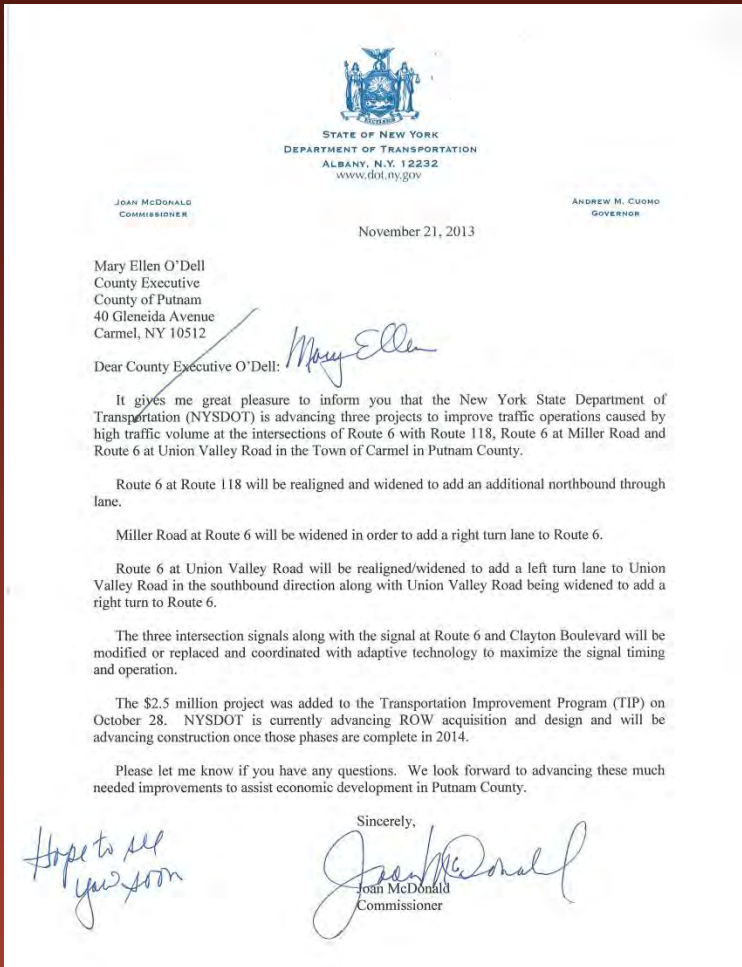 EXCELSIOR
STATE OF NEW YORK
DEPARTMENT OF TRANSPORTATION
ALBANY, N.Y. 12232
www.dot.ny.gov
JOAN MCDONALD
COMMISSIONER
ANDREW M. CUOMO
GOVERNOR
November 21, 2013
Mary Ellen O'Dell
County Executive
County of Putnam
40 Gleneida Avenue
Carmel, NY 10512
Dear County Executive O'Dell: Mary Ellen
It gives me great pleasure to inform you that the New York State Department of
Transportation (NYSDOT) is advancing three projects to improve traffic operations caused by
high traffic volume at the intersections of Route 6 with Route 118, Route 6 at Miller Road and
Route 6 at Union Valley Road in the Town of Carmel in Putnam County.
Route 6 at Route 118 will be realigned and widened to add an additional northbound through
lane.
Miller Road at Route 6 will be widened in order to add a right turn lane to Route 6.
Route 6 at Union Valley Road will be realigned/widened to add a left turn lane to Union
Valley Road in the southbound direction along with Union Valley Road being widened to add a
right turn to Route 6.
The three intersection signals along with the signal at Route 6 and Clayton Boulevard will be
modified or replaced and coordinated with adaptive technology to maximize the signal timing
and operation.
The $2.5 million project was added to the Transportation Improvement Program (TIP) on
October 28. NYSDOT is currently advancing ROW acquisition and design and will be
advancing construction once those phases are complete in 2014.
Please let me know if you have any questions. We look forward to advancing these much
needed improvements to assist economic development in Putnam County.
Sincerely,
Joan McDonald
Joan McDonald
Commissioner
Hope to see
you soon